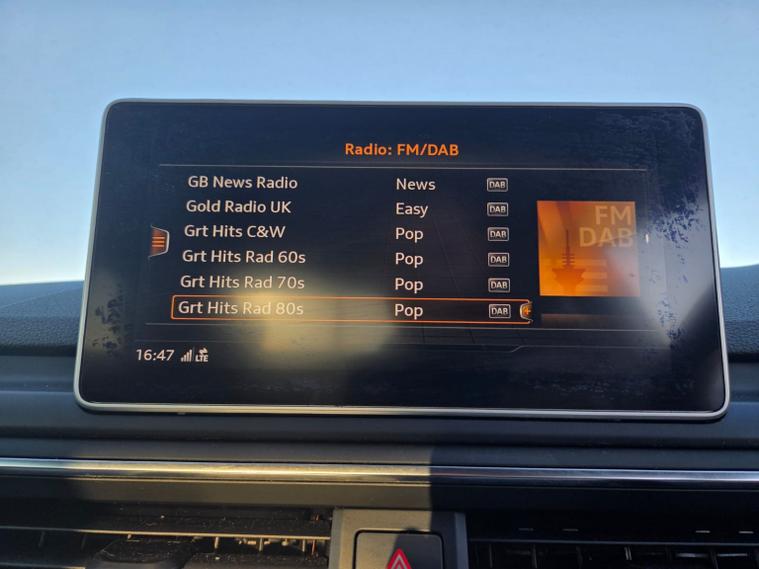 Radio: FM/DAB
GB News Radio News DAB
Gold Radio UK Easy DAB
Grt Hits C&W Pop DAB
Grt Hits Rad 60s Pop DAB
Grt Hits Rad 70s Pop DAB
Grt Hits Rad 80s Pop DAB
FM
DAB
16:47 LTE